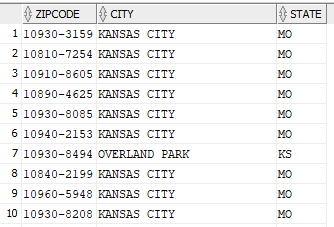 ZIPCODE CITY STATE
1 10930-3159 KANSAS CITY MO
2 10810-7254 KANSAS CITY MO
3 10910-8605 KANSAS CITY MO
4 10890-4625 KANSAS CITY MO
5 10930-8085 KANSAS CITY MO
6 10940-2153 KANSAS CITY MO
7 10930-8494 OVERLAND PARK KS
8 10840-2199 KANSAS CITY MO
9 10960-5948 KANSAS CITY MO
10 10930-8208 KANSAS CITY MO